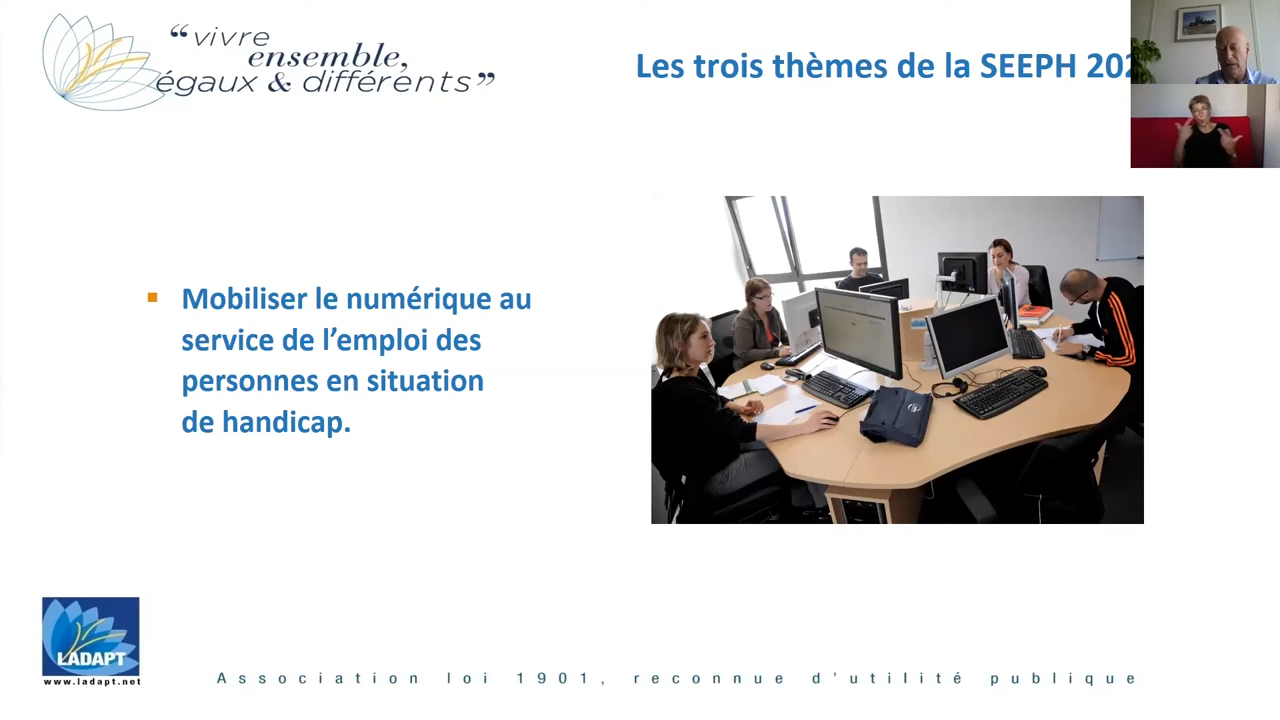 “vivre
ensemble,
égaux & différents”
Les trois thèmes de la SEEPH
Mobiliser le numérique au
service de l’emploi des
personnes en situation
de handicap.
LADAPT
www.ladapt.net
Association loi 1901, reconnue d’utilité publique